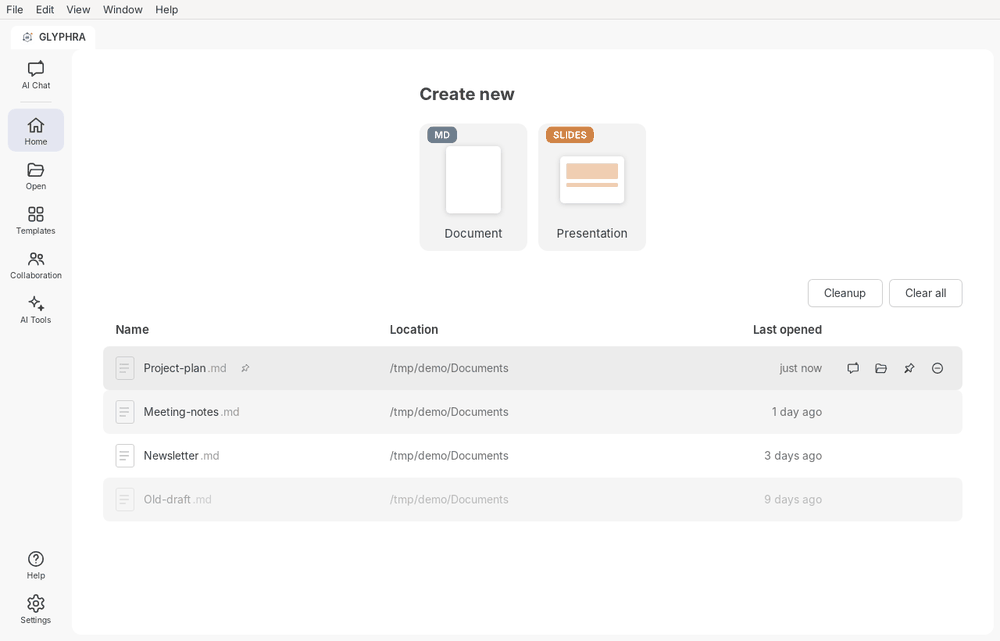 File Edit View Window Help
GLYPHRA
AI Chat
Home
Open
Templates
Collaboration
AI Tools
Help
Settings
Create new
MD
Document
SLIDES
Presentation
Cleanup
Clear all
Name Location Last opened
Project-plan.md /tmp/demo/Documents just now
Meeting-notes.md /tmp/demo/Documents 1 day ago
Newsletter.md /tmp/demo/Documents 3 days ago
Old-draft.md /tmp/demo/Documents 9 days ago